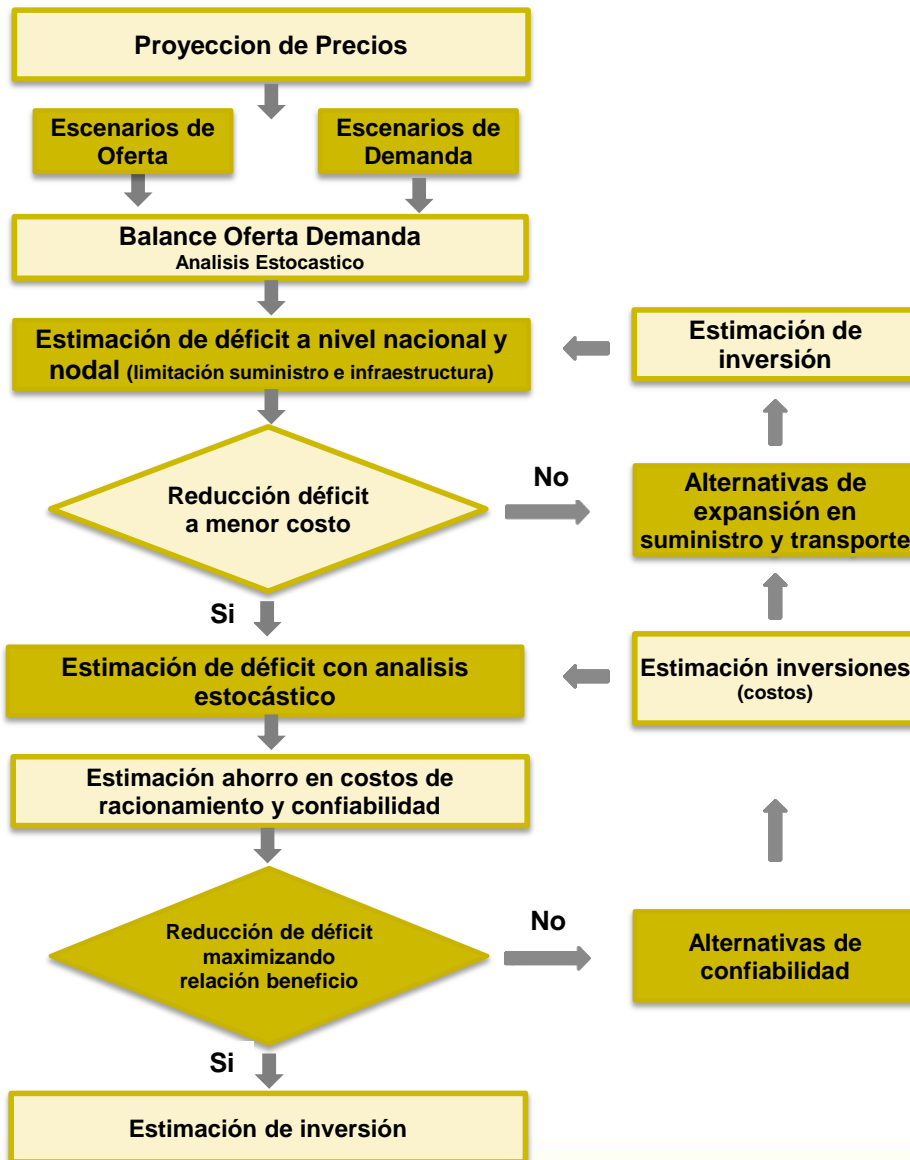 Proyeccion de Precios
Escenarios de
Oferta
Escenarios de
Demanda
Balance Oferta Demanda
Analisis Estocastico
Estimación de déficit a nivel nacional y
nodal (limitación suministro e infraestructura)
Estimación de
inversión
Reducción déficit
a menor costo
No
Alternativas de
expansión en
suministro y transporte
Si
Estimación de déficit con analisis
estocástico
Estimación inversiones
(costos)
Estimación ahorro en costos de
racionamiento y confiabilidad
Reducción de déficit
maximizando
relación beneficio
No
Alternativas de
confiabilidad
Si
Estimación de inversión